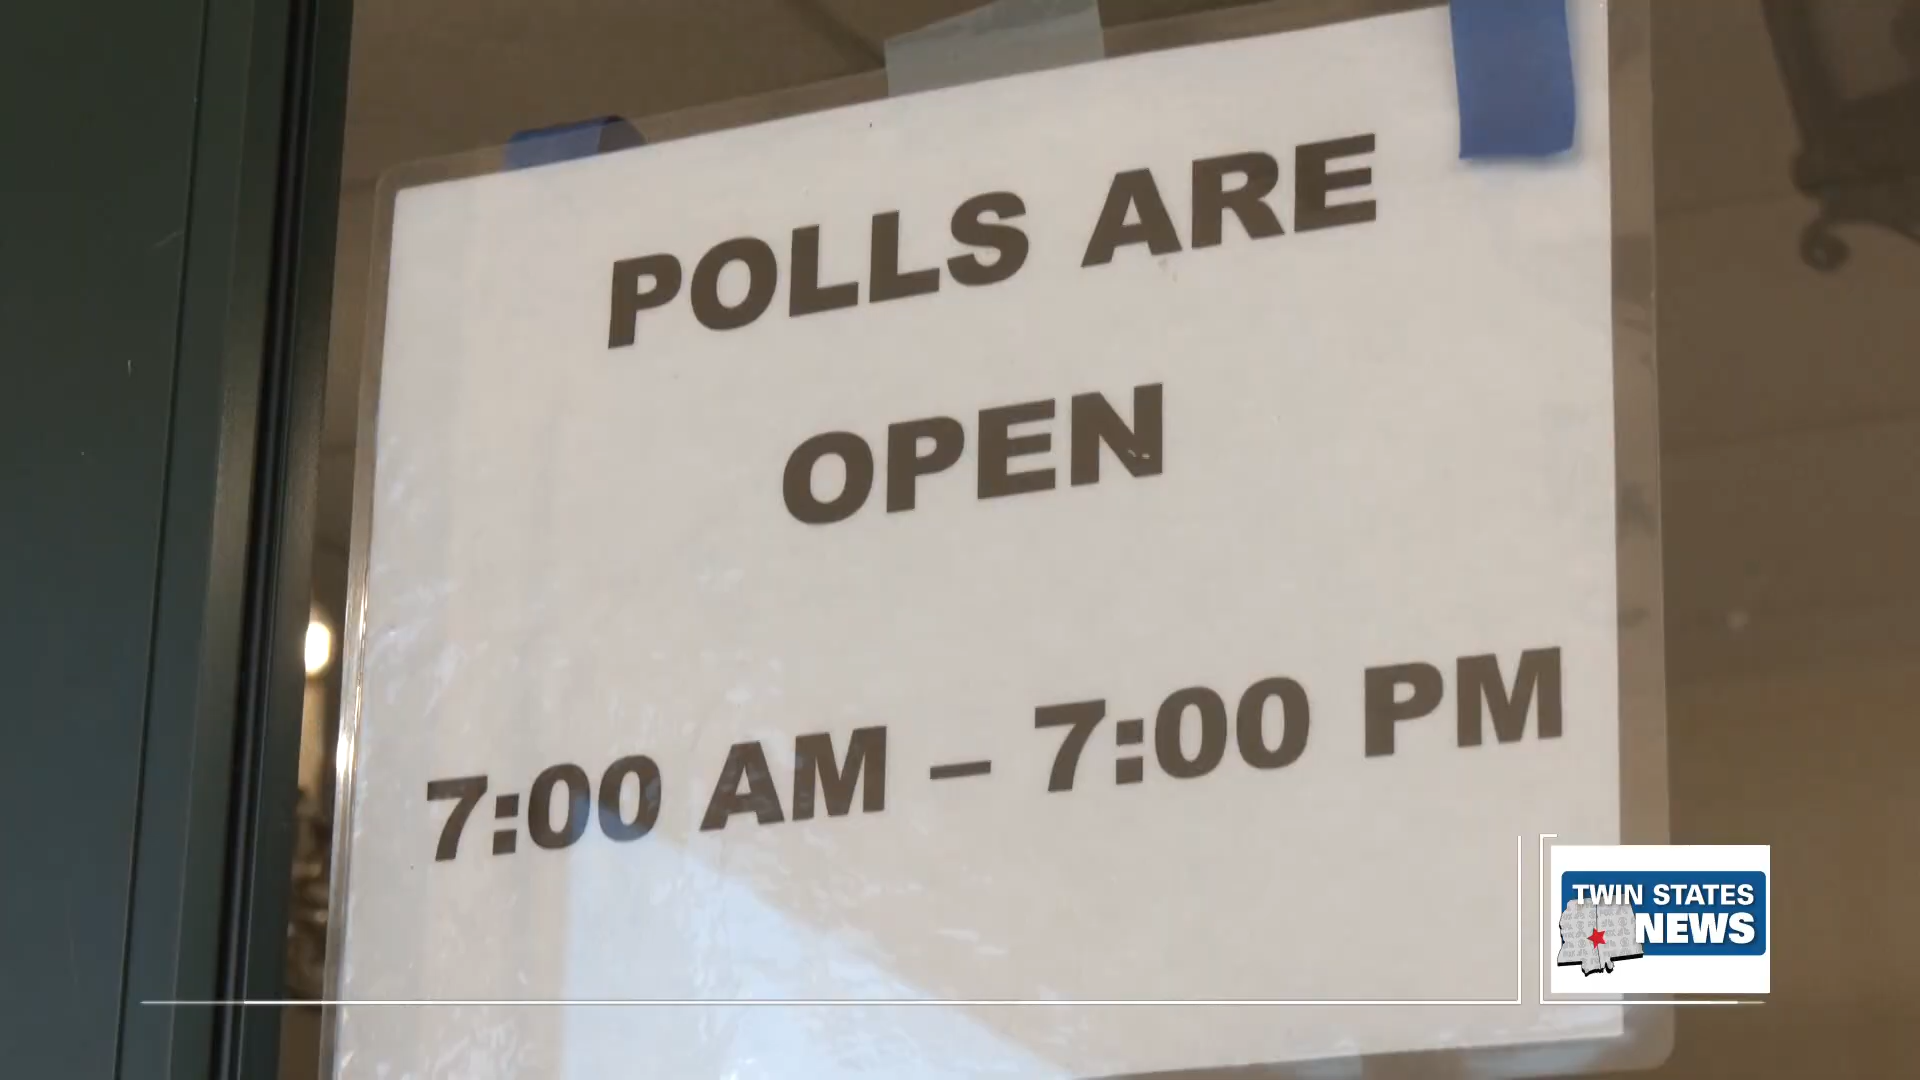 POLLS ARE
OPEN
7:00 AM – 7:00 PM
TWIN STATES
NEWS